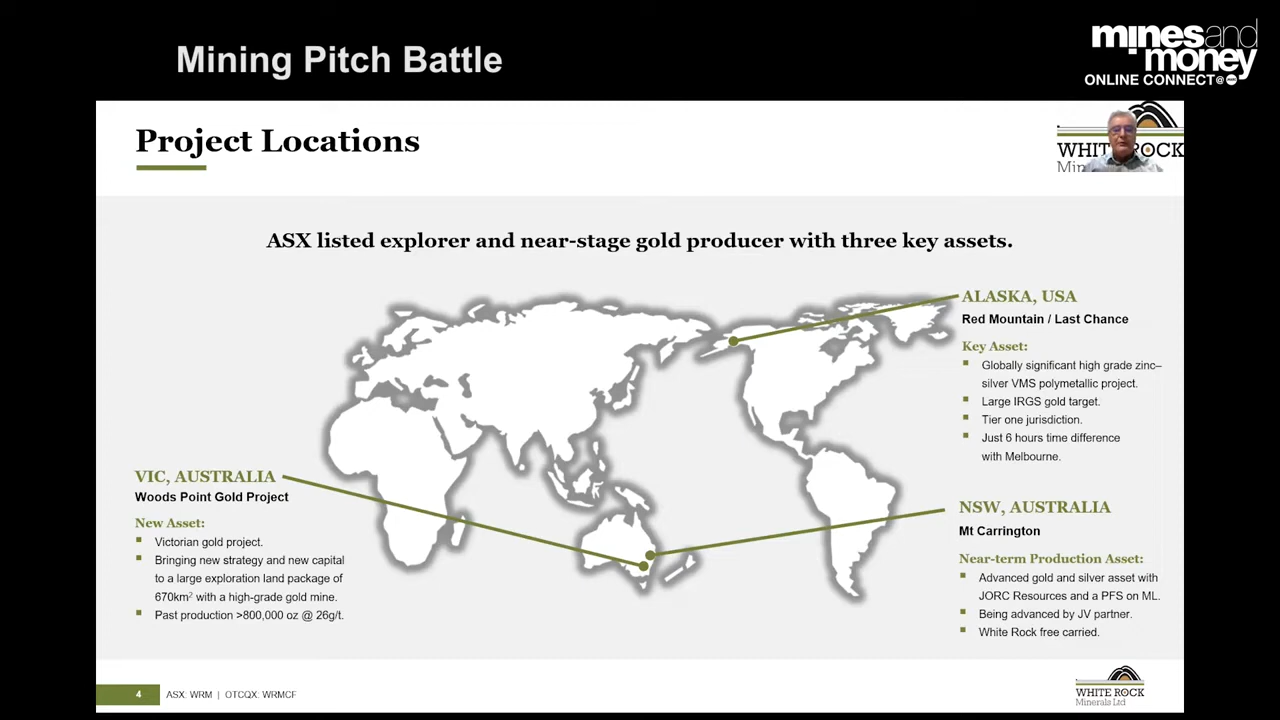 Mining Pitch Battle
mines and
money
ONLINE CONNECT@
Project Locations
WHITE ROCK
ASX listed explorer and near-stage gold producer with three key assets.
ALASKA, USA
Red Mountain / Last Chance
Key Asset:
Globally significant high grade zinc–
silver VMS polymetallic project.
Large IRGS gold target.
Tier one jurisdiction.
Just 6 hours time difference
with Melbourne.
VIC, AUSTRALIA
Woods Point Gold Project
New Asset:
Victorian gold project.
Bringing new strategy and new capital
to a large exploration land package of
670km² with a high-grade gold mine.
Past production >800,000 oz @ 26g/t.
NSW, AUSTRALIA
Mt Carrington
Near-term Production Asset:
Advanced gold and silver asset with
JORC Resources and a PFS on ML.
Being advanced by JV partner.
White Rock free carried.
4 ASX: WRM | OTCQX: WRMCF
WHITE ROCK
Minerals Ltd